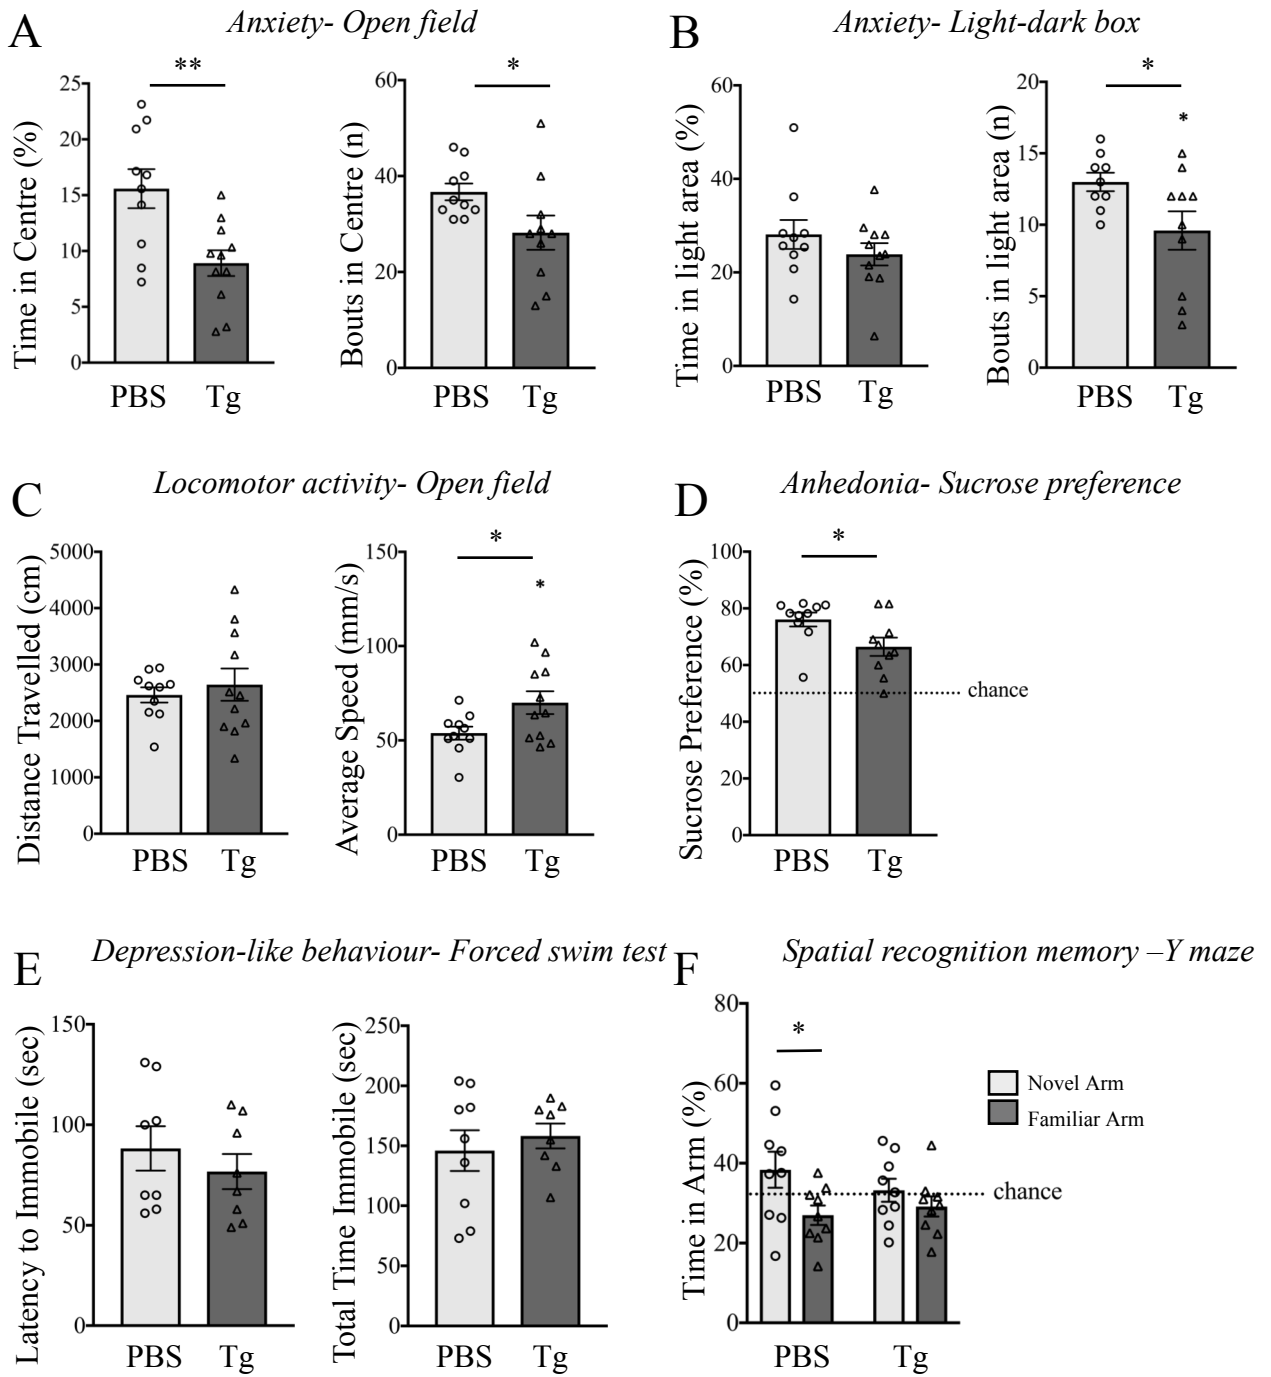 A
Anxiety- Open field
Time in Centre (%)
25
20
15
10
5
0
**
PBS Tg
Bouts in Centre (n)
60
40
20
0
*
PBS Tg
B
Anxiety- Light-dark box
Time in light area (%)
60
40
20
0
PBS Tg
Bouts in light area (n)
20
15
10
5
0
*
*
PBS Tg
C
Locomotor activity- Open field
Distance Travelled (cm)
5000
4000
3000
2000
1000
0
PBS Tg
Average Speed (mm/s)
150
100
50
0
*
*
PBS Tg
D
Anhedonia- Sucrose preference
Sucrose Preference (%)
100
80
60
40
20
0
*
chance
PBS Tg
E
Depression-like behaviour- Forced swim test
Latency to Immobile (sec)
150
100
50
0
PBS Tg
Total Time Immobile (sec)
250
200
150
100
50
0
PBS Tg
F
Spatial recognition memory –Y maze
Time in Arm (%)
80
60
40
20
0
*
chance
Novel Arm
Familiar Arm
PBS Tg